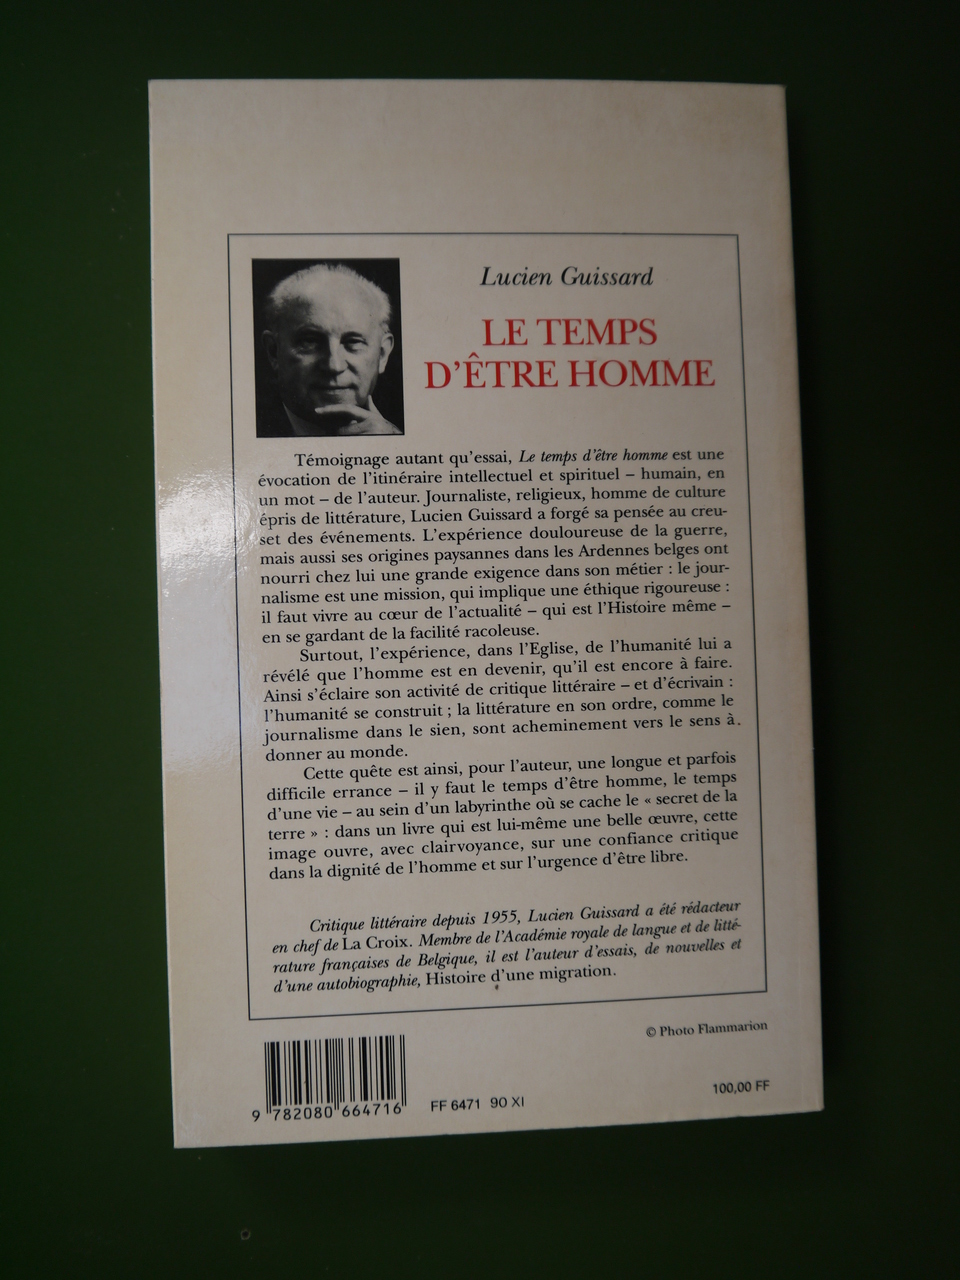 Lucien Guissard
LE TEMPS
D'ÊTRE HOMME
Témoignage autant qu'essai, Le temps d'être homme est une
évocation de l'itinéraire intellectuel et spirituel – humain, en
un mot – de l'auteur. Journaliste, religieux, homme de culture
épris de littérature, Lucien Guissard a forgé sa pensée au creu-
set des événements. L'expérience douloureuse de la guerre,
mais aussi ses origines paysannes dans les Ardennes belges ont
nourri chez lui une grande exigence dans son métier : le jour-
nalisme est une mission, qui implique une éthique rigoureuse :
il faut vivre au cœur de l'actualité – qui est l'Histoire même –
en se gardant de la facilité racoleuse.
Surtout, l'expérience, dans l'Eglise, de l'humanité lui a
révélé que l'homme est en devenir, qu'il est encore à faire.
Ainsi s'éclaire son activité de critique littéraire – et d'écrivain :
l'humanité se construit ; la littérature en son ordre, comme le
journalisme dans le sien, sont acheminement vers le sens à
donner au monde.
Cette quête est ainsi, pour l'auteur, une longue et parfois
difficile errance – il y faut le temps d'être homme, le temps
d'une vie – au sein d'un labyrinthe où se cache le « secret de la
terre » : dans un livre qui est lui-même une belle œuvre, cette
image ouvre, avec clairvoyance, sur une confiance critique
dans la dignité de l'homme et sur l'urgence d'être libre.
Critique littéraire depuis 1955, Lucien Guissard a été rédacteur
en chef de La Croix. Membre de l'Académie royale de langue et de litté-
rature françaises de Belgique, il est l'auteur d'essais, de nouvelles et
d'une autobiographie, Histoire d'une migration.
© Photo Flammarion
9 782080 664716
FF 6471 90 XI
100,00 FF